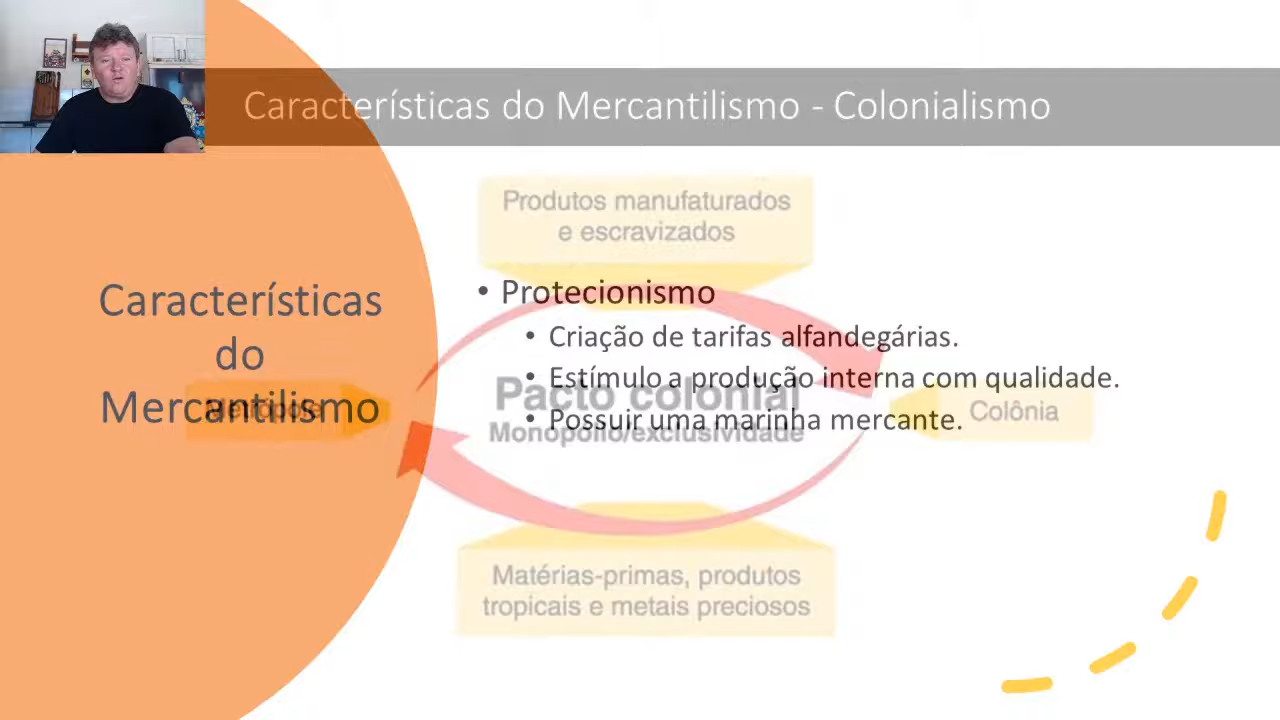 Características do Mercantilismo - Colonialismo
Produtos manufaturados
e escravizados
Características
do
Mercantilismo
Metrópole
• Protecionismo
• Criação de tarifas alfandegárias.
• Estímulo a produção interna com qualidade.
• Possuir uma marinha mercante.
Pacto colonial
Monopólio/exclusividade
Colônia
Matérias-primas, produtos
tropicais e metais preciosos